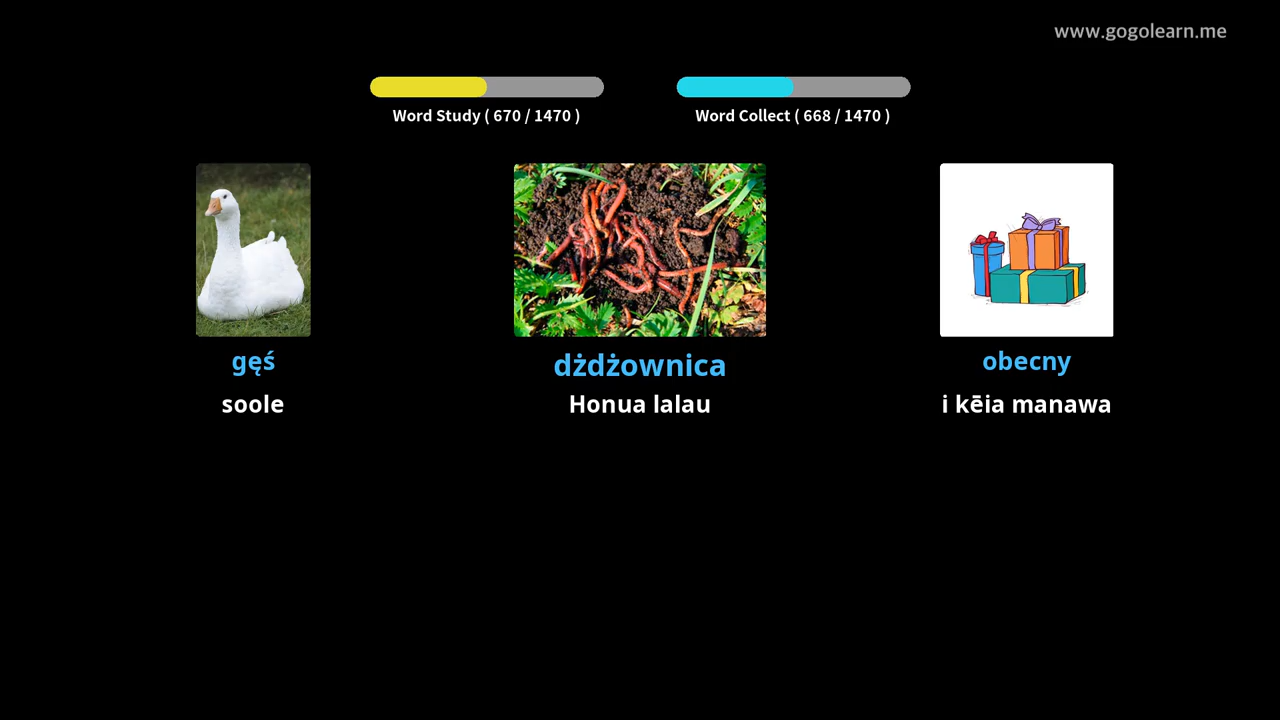 www.gogolearn.me
Word Study ( 670 / 1470 )
Word Collect ( 668 / 1470 )
gęś
dżdżownica
obecny
soole
Honua lalau
i kēia manawa